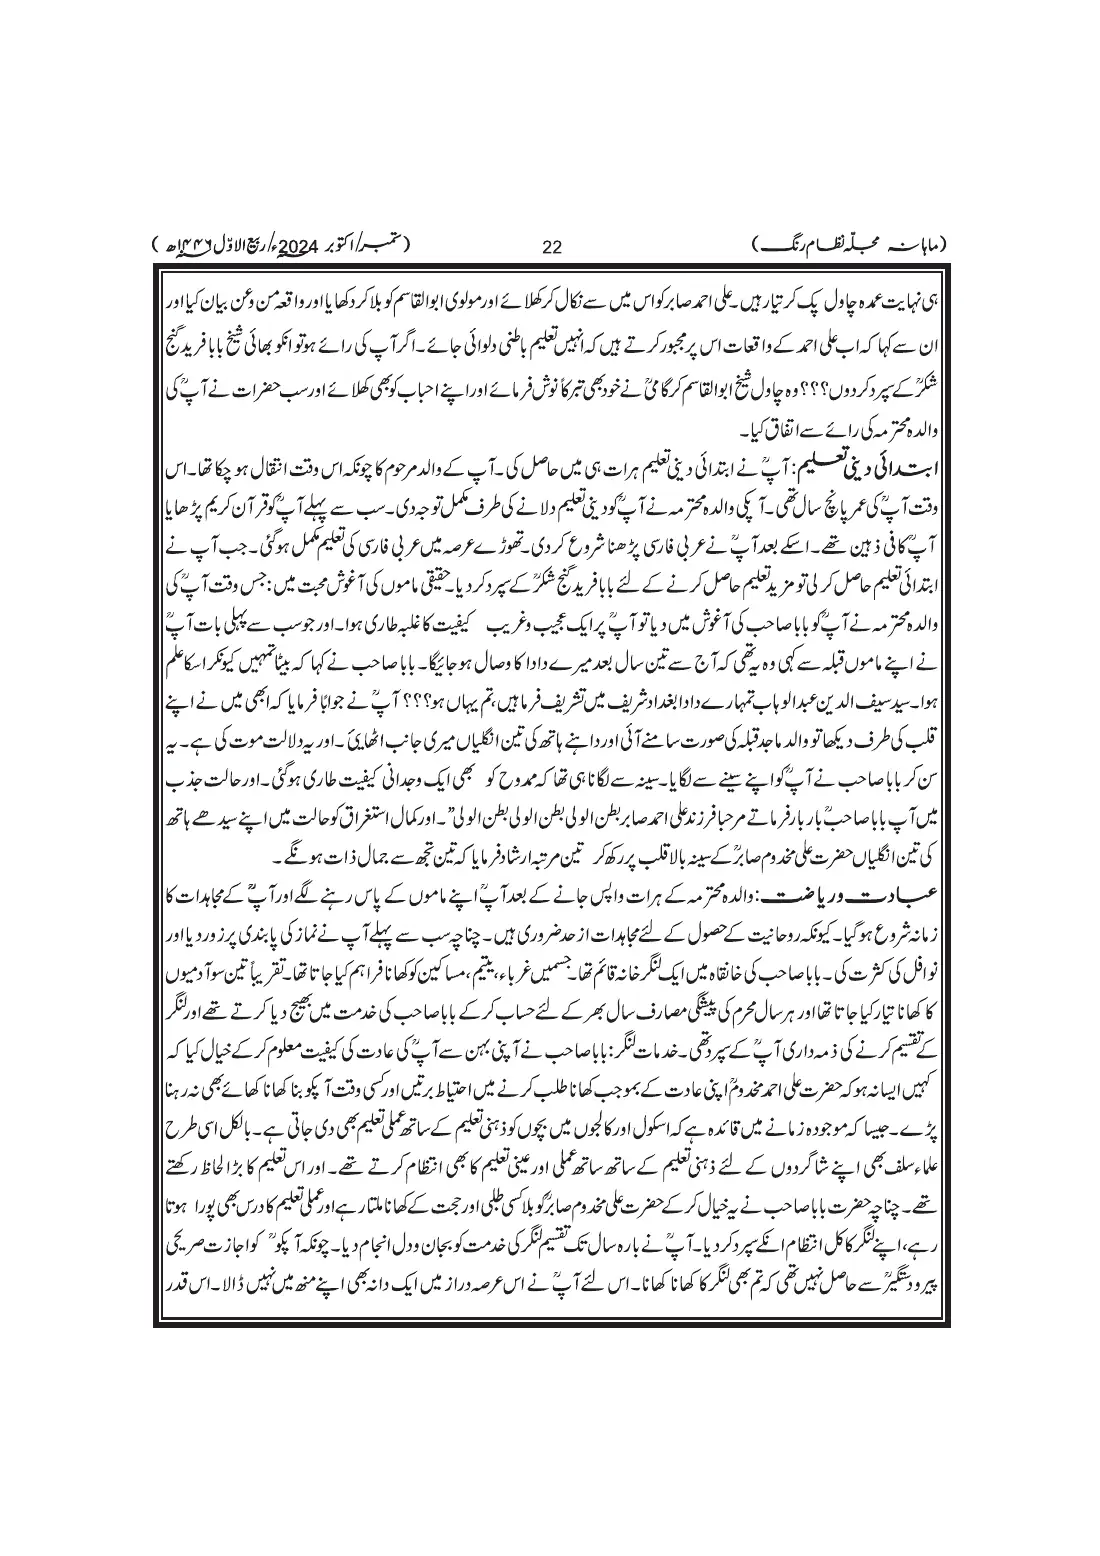 (ماہانہ مجلّہ نظام رنگ) 22 (ستمبر/اکتوبر 2024ء/ربیع الاوّل ۱۴۴۶ھ)
ہی نہایت عمدہ چاول پک کر تیار ہیں۔علی احمد صابر کو اس میں سے نکال کر کھلائے اور مولوی ابوالقاسم کو بلا کر دکھایا اور واقعہ من وعن بیان کیا اور
ان سے کہا کہ اب علی احمد کے واقعات اس پر مجبور کرتے ہیں کہ انہیں تعلیم باطنی دلوائی جائے۔اگر آپ کی رائے ہو تو انکو بھائی شیخ بابا فرید گنج
شکرؒ کے سپرد کردوں؟؟؟ وہ چاول شیخ ابوالقاسم کرگامیؒ نے خود بھی تبرکاً نوش فرمائے اور اپنے احباب کو بھی کھلائے اور سب حضرات نے آپؒ کی
والدہ محترمہ کی رائے سے اتفاق کیا۔
ابتدائی دینی تعلیم: آپؒ نے ابتدائی دینی تعلیم ہرات ہی میں حاصل کی۔آپ کے والد مرحوم کا چونکہ اس وقت انتقال ہو چکا تھا۔اس
وقت آپؒ کی عمر پانچ سال تھی۔آپکی والدہ محترمہ نے آپؒ کو دینی تعلیم دلانے کی طرف مکمل توجہ دی۔سب سے پہلے آپؒ کو قرآن کریم پڑھایا
آپؒ کافی ذہین تھے۔اسکے بعد آپؒ نے عربی فارسی پڑھنا شروع کردی۔تھوڑے عرصہ میں عربی فارسی کی تعلیم مکمل ہوگئی۔جب آپ نے
ابتدائی تعلیم حاصل کرلی تو مزید تعلیم حاصل کرنے کے لئے بابا فرید گنج شکرؒ کے سپرد کردیا۔حقیقی ماموں کی آغوش محبت میں: جس وقت آپؒ کی
والدہ محترمہ نے آپؒ کو بابا صاحب کی آغوش میں دیا تو آپؒ پر ایک عجیب وغریب کیفیت کا غلبہ طاری ہوا۔اور جو سب سے پہلی بات آپؒ
نے اپنے ماموں قبلہ سے کہی وہ یہ تھی کہ آج سے تین سال بعد میرے دادا کا وصال ہوجائیگا۔بابا صاحب نے کہا کہ بیٹا تمہیں کیونکر اسکا علم
ہوا۔سید سیف الدین عبدالوہاب تمہارے دادا بغداد شریف میں تشریف فرما ہیں،تم یہاں ہو؟؟؟ آپؒ نے جواباً فرمایا کہ ابھی میں نے اپنے
قلب کی طرف دیکھا تو والد ماجد قبلہ کی صورت سامنے آئی اور داہنے ہاتھ کی تین انگلیاں میری جانب اٹھایئ۔اور یہ دلالت موت کی ہے۔یہ
سن کر بابا صاحب نے آپؒ کو اپنے سینے سے لگایا۔سینہ سے لگانا ہی تھا کہ ممدوح کو بھی ایک وجدانی کیفیت طاری ہوگئی۔اور حالت جذب
میں آپ بابا صاحبؒ بار بار فرماتے مرحبا فرزند علی احمد صابر بطن الولی بطن الولی بطن الولی”۔اور کمال استغراق کو حالت میں اپنے سیدھے ہاتھ
کی تین انگلیاں حضرت علی مخدوم صابرؒ کے سینہ بالا قلب پر رکھ کر تین مرتبہ ارشاد فرمایا کہ تین تجھ سے جمال ذات ہونگے۔
عبادت وریاضت: والدہ محترمہ کے ہرات واپس جانے کے بعد آپؒ اپنے ماموں کے پاس رہنے لگے اور آپؒ کے مجاہدات کا
زمانہ شروع ہوگیا۔کیونکہ روحانیت کے حصول کے لئے مجاہدات ازحد ضروری ہیں۔چناچہ سب سے پہلے آپ نے نماز کی پابندی پر زور دیا اور
نوافل کی کثرت کی۔بابا صاحب کی خانقاہ میں ایک لنگر خانہ قائم تھا۔جسمیں غرباء،یتیم،مساکین کو کھانا فراہم کیا جاتا تھا۔تقریباً تین سو آدمیوں
کا کھانا تیار کیا جاتا تھا اور ہر سال محرم کی پیشگی مصارف سال بھر کے لئے حساب کرکے بابا صاحب کی خدمت میں بھیج دیا کرتے تھے اور لنگر
کے تقسیم کرنے کی ذمہ داری آپؒ کے سپرد تھی۔خدمات لنگر: بابا صاحب نے آپنی بہن سے آپؒ کی عادت کی کیفیت معلوم کرکے خیال کیا کہ
کہیں ایسا نہ ہو کہ حضرت علی احمد مخدومؒ اپنی عادت کے بموجب کھانا طلب کرنے میں احتیاط برتیں اور کسی وقت آپکو بنا کھانا کھائے بھی نہ رہنا
پڑے۔جیسا کہ موجودہ زمانے میں قائدہ ہے کہ اسکول اور کالجوں میں بچوں کو ذہنی تعلیم کے ساتھ عملی تعلیم بھی دی جاتی ہے۔بالکل اسی طرح
علماء سلف بھی اپنے شاگردوں کے لئے ذہنی تعلیم کے ساتھ ساتھ عملی اور عینی تعلیم کا بھی انتظام کرتے تھے۔اور اس تعلیم کا بڑا لحاظ رکھتے
تھے۔چناچہ حضرت بابا صاحب نے یہ خیال کرکے حضرت علی مخدوم صابرؒ کو بلا کسی طلبی اور حجت کے کھانا ملتا رہے اور عملی تعلیم کا درس بھی پورا ہوتا
رہے،اپنے لنگر کا کل انتظام انکے سپرد کردیا۔آپؒ نے بارہ سال تک تقسیم لنگر کی خدمت کو بجان ودل انجام دیا۔چونکہ آپکوؒ کو اجازت صریحی
پیرو دستگیرؒ سے حاصل نہیں تھی کہ تم بھی لنگر کا کھانا کھانا۔اس لئے آپؒ نے اس عرصہ دراز میں ایک دانہ بھی اپنے منھ میں نہیں ڈالا۔اس قدر